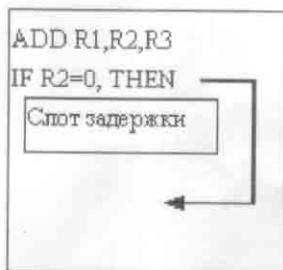 ADD R1,R2,R3
IF R2=0, THEN
Слот задержки